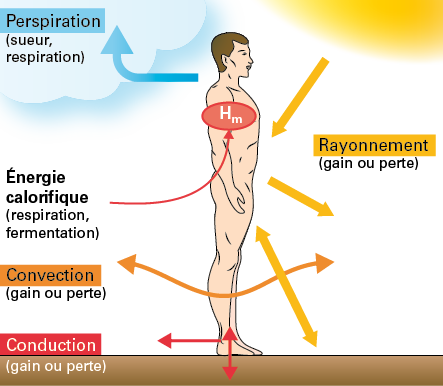 Perspiration
(sueur,
respiration)
Hm
Rayonnement
(gain ou perte)
Énergie
calorifique
(respiration,
fermentation)
Convection
(gain ou perte)
Conduction
(gain ou perte)